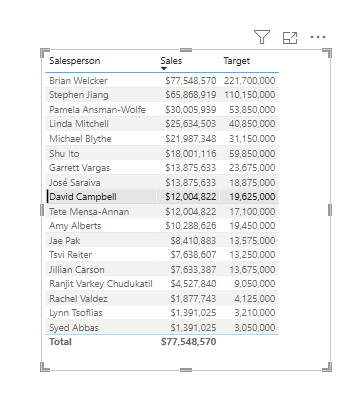 Salesperson Sales Target
Brian Welcker $77,548,570 221,700,000
Stephen Jiang $65,868,919 110,150,000
Pamela Ansman-Wolfe $30,005,939 53,850,000
Linda Mitchell $25,634,503 40,850,000
Michael Blythe $21,987,348 31,150,000
Shu Ito $18,001,116 59,850,000
Garrett Vargas $13,875,633 23,675,000
José Saraiva $13,875,633 18,875,000
David Campbell $12,004,822 19,625,000
Tete Mensa-Annan $12,004,822 17,100,000
Amy Alberts $10,288,626 19,450,000
Jae Pak $8,410,883 13,575,000
Tsvi Reiter $7,638,607 13,250,000
Jillian Carson $7,633,387 13,675,000
Ranjit Varkey Chudukatil $4,527,840 9,050,000
Rachel Valdez $1,877,743 4,125,000
Lynn Tsoflias $1,391,025 3,210,000
Syed Abbas $1,391,025 3,050,000
Total $77,548,570